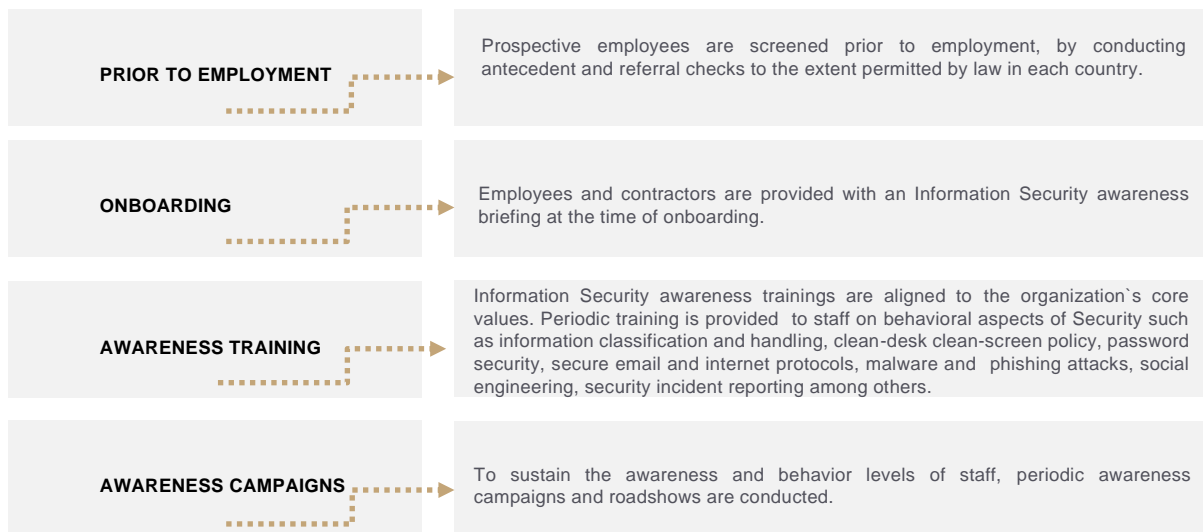 PRIOR TO EMPLOYMENT
Prospective employees are screened prior to employment, by conducting
antecedent and referral checks to the extent permitted by law in each country.
ONBOARDING
Employees and contractors are provided with an Information Security awareness
briefing at the time of onboarding.
AWARENESS TRAINING
Information Security awareness trainings are aligned to the organization`s core
values. Periodic training is provided to staff on behavioral aspects of Security such
as information classification and handling, clean-desk clean-screen policy, password
security, secure email and internet protocols, malware and phishing attacks, social
engineering, security incident reporting among others.
AWARENESS CAMPAIGNS
To sustain the awareness and behavior levels of staff, periodic awareness
campaigns and roadshows are conducted.